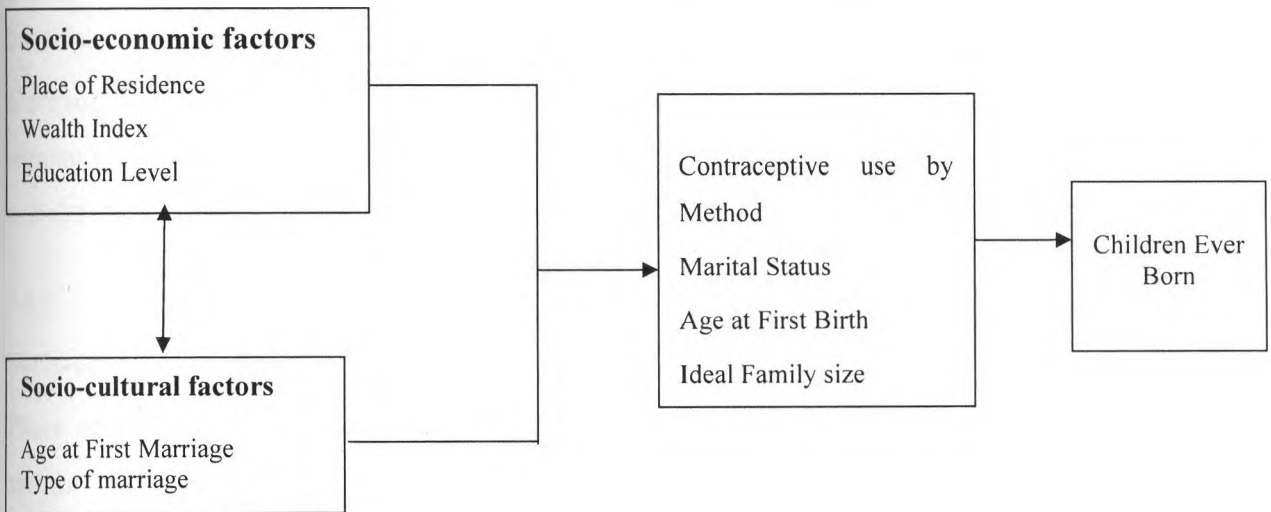 Socio-economic factors
Place of Residence
Wealth Index
Education Level
Socio-cultural factors
Age at First Marriage
Type of marriage
Contraceptive use by
Method
Marital Status
Age at First Birth
Ideal Family size
Children Ever
Born